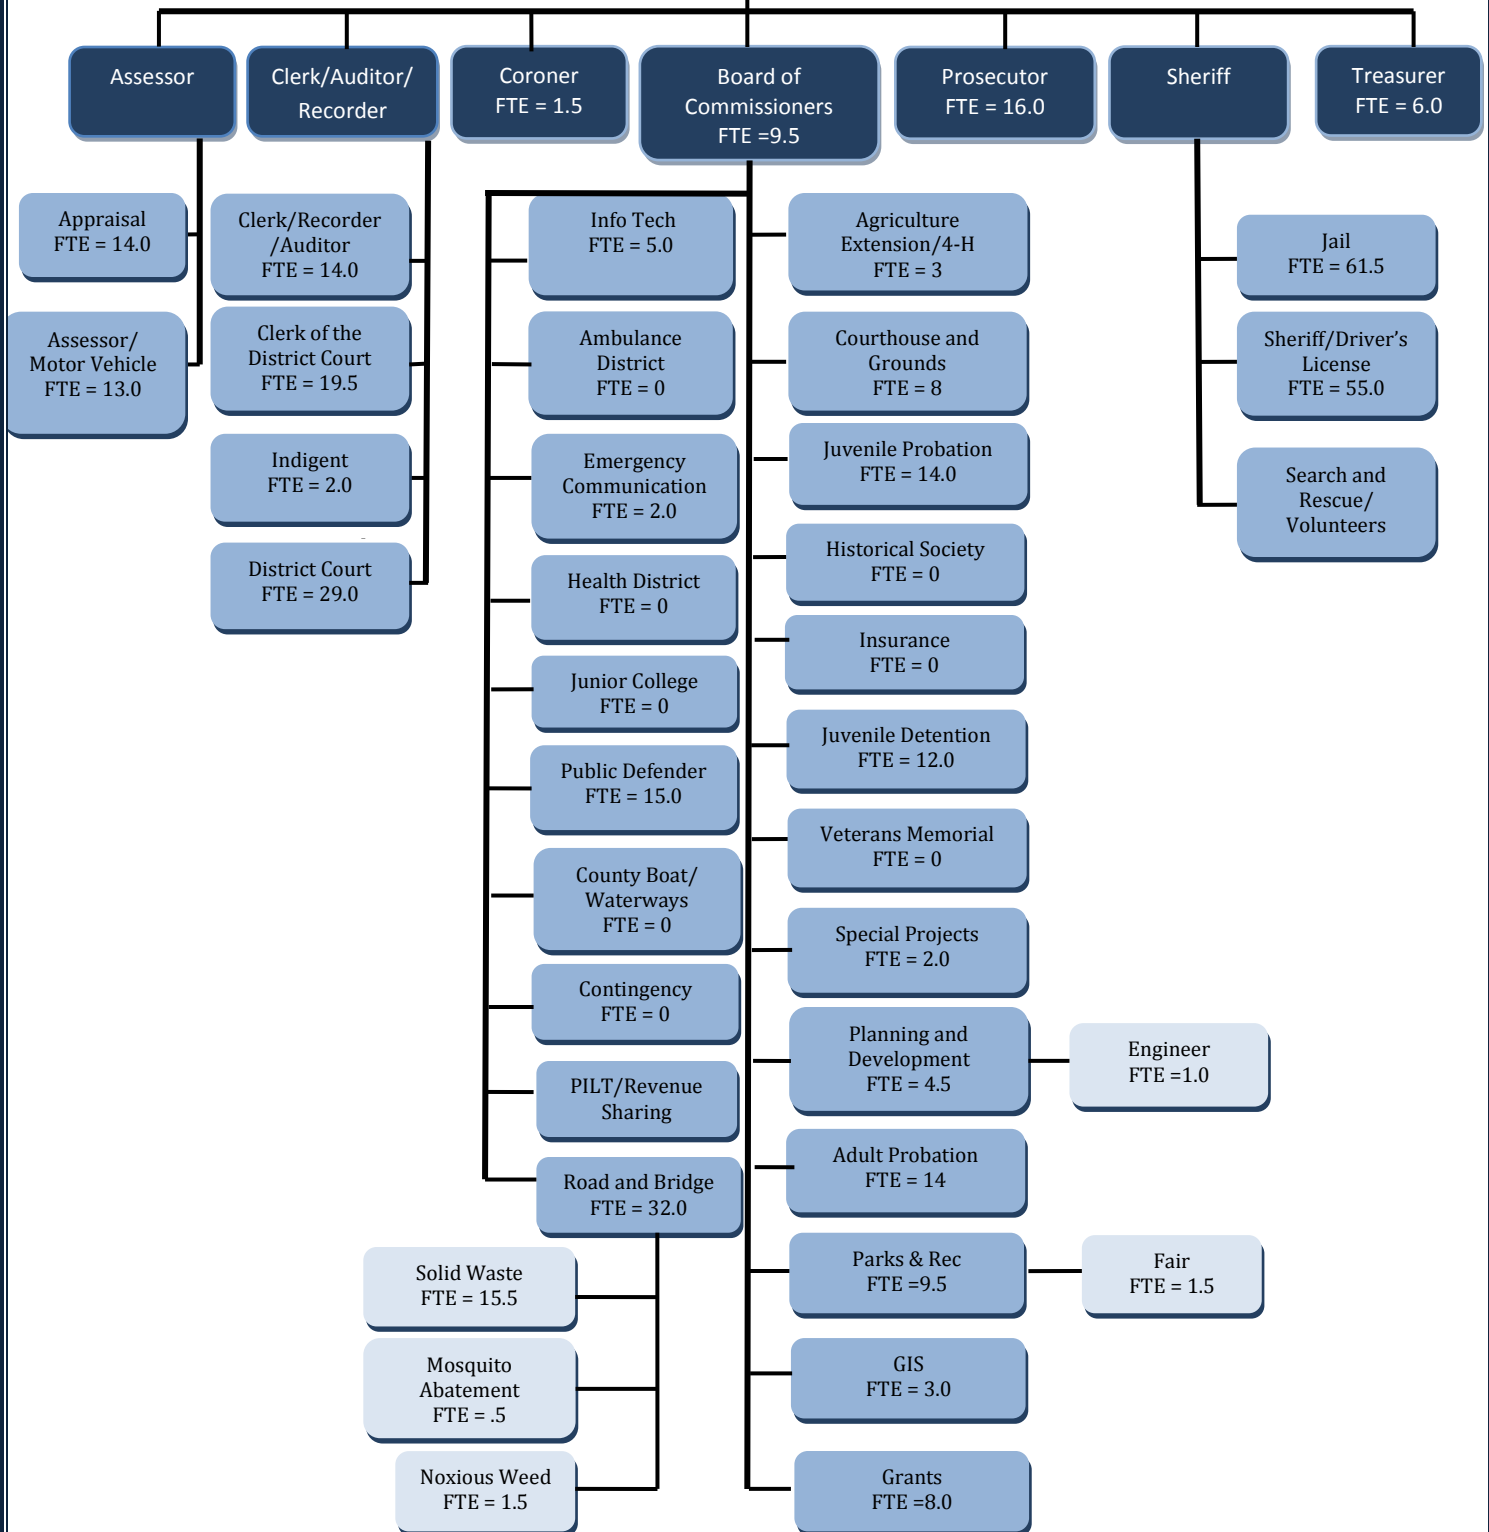 Assessor
Clerk/Auditor/
Recorder
Coroner
FTE = 1.5
Board of
Commissioners
FTE =9.5
Prosecutor
FTE = 16.0
Sheriff
Treasurer
FTE = 6.0
Appraisal
FTE = 14.0
Assessor/
Motor Vehicle
FTE = 13.0
Clerk/Recorder
/Auditor
FTE = 14.0
Clerk of the
District Court
FTE = 19.5
Indigent
FTE = 2.0
District Court
FTE = 29.0
Info Tech
FTE = 5.0
Ambulance
District
FTE = 0
Emergency
Communication
FTE = 2.0
Health District
FTE = 0
Junior College
FTE = 0
Public Defender
FTE = 15.0
County Boat/
Waterways
FTE = 0
Contingency
FTE = 0
PILT/Revenue
Sharing
Road and Bridge
FTE = 32.0
Solid Waste
FTE = 15.5
Mosquito
Abatement
FTE = .5
Noxious Weed
FTE = 1.5
Agriculture
Extension/4-H
FTE = 3
Courthouse and
Grounds
FTE = 8
Juvenile Probation
FTE = 14.0
Historical Society
FTE = 0
Insurance
FTE = 0
Juvenile Detention
FTE = 12.0
Veterans Memorial
FTE = 0
Special Projects
FTE = 2.0
Planning and
Development
FTE = 4.5
Engineer
FTE =1.0
Adult Probation
FTE = 14
Parks & Rec
FTE =9.5
Fair
FTE = 1.5
GIS
FTE = 3.0
Grants
FTE =8.0
Jail
FTE = 61.5
Sheriff/Driver's
License
FTE = 55.0
Search and
Rescue/
Volunteers